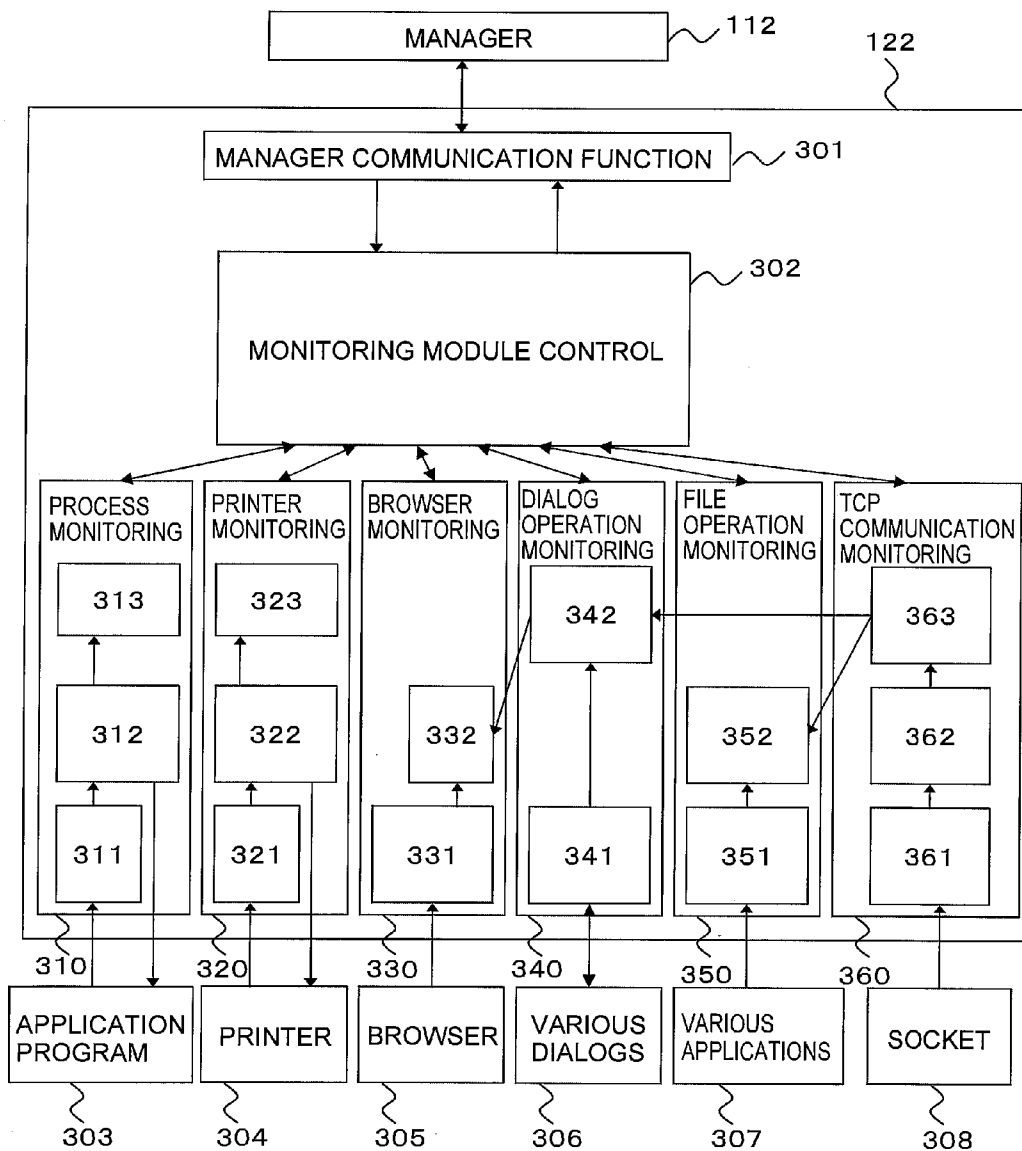 MANAGER
112
122
MANAGER COMMUNICATION FUNCTION
301
302
MONITORING MODULE CONTROL
PROCESS
MONITORING
PRINTER
MONITORING
BROWSER
MONITORING
DIALOG
OPERATION
MONITORING
FILE
OPERATION
MONITORING
TCP
COMMUNICATION
MONITORING
313
323
342
363
312
322
332
352
362
311
321
331
341
351
361
310
320
330
340
350
360
APPLICATION
PROGRAM
PRINTER
BROWSER
VARIOUS
DIALOGS
VARIOUS
APPLICATIONS
SOCKET
303
304
305
306
307
308